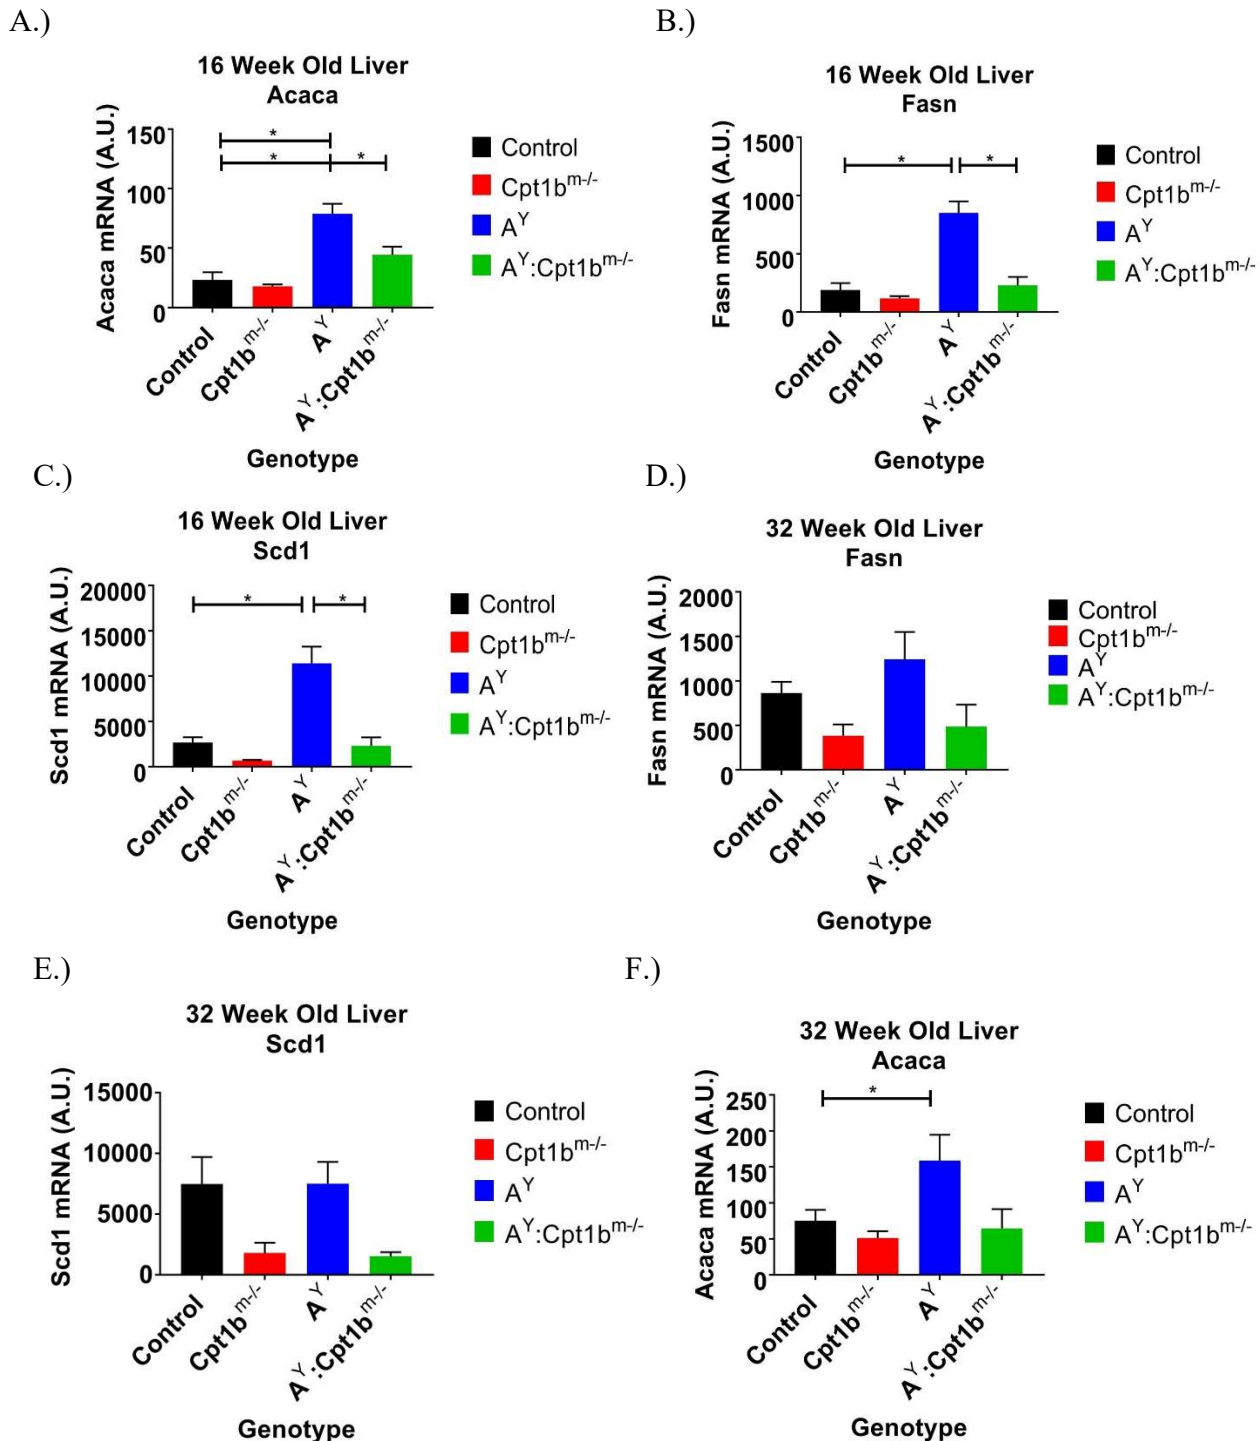 A.)
16 Week Old Liver
Acaca
Acaca mRNA (A.U.)
150
100
50
0
*
*
*
Control
Cpt1b^m-/-
A^Y
A^Y:Cpt1b^m-/-
Control
Cpt1b^m-/-
A^Y
A^Y:Cpt1b^m-/-
Genotype
B.)
16 Week Old Liver
Fasn
Fasn mRNA (A.U.)
1500
1000
500
0
*
*
Control
Cpt1b^m-/-
A^Y
A^Y:Cpt1b^m-/-
Control
Cpt1b^m-/-
A^Y
A^Y:Cpt1b^m-/-
Genotype
C.)
16 Week Old Liver
Scd1
Scd1 mRNA (A.U.)
20000
15000
10000
5000
0
*
*
Control
Cpt1b^m-/-
A^Y
A^Y:Cpt1b^m-/-
Control
Cpt1b^m-/-
A^Y
A^Y:Cpt1b^m-/-
Genotype
D.)
32 Week Old Liver
Fasn
Fasn mRNA (A.U.)
2000
1500
1000
500
0
Control
Cpt1b^m-/-
A^Y
A^Y:Cpt1b^m-/-
Control
Cpt1b^m-/-
A^Y
A^Y:Cpt1b^m-/-
Genotype
E.)
32 Week Old Liver
Scd1
Scd1 mRNA (A.U.)
15000
10000
5000
0
Control
Cpt1b^m-/-
A^Y
A^Y:Cpt1b^m-/-
Control
Cpt1b^m-/-
A^Y
A^Y:Cpt1b^m-/-
Genotype
F.)
32 Week Old Liver
Acaca
Acaca mRNA (A.U.)
250
200
150
100
50
0
*
Control
Cpt1b^m-/-
A^Y
A^Y:Cpt1b^m-/-
Control
Cpt1b^m-/-
A^Y
A^Y:Cpt1b^m-/-
Genotype